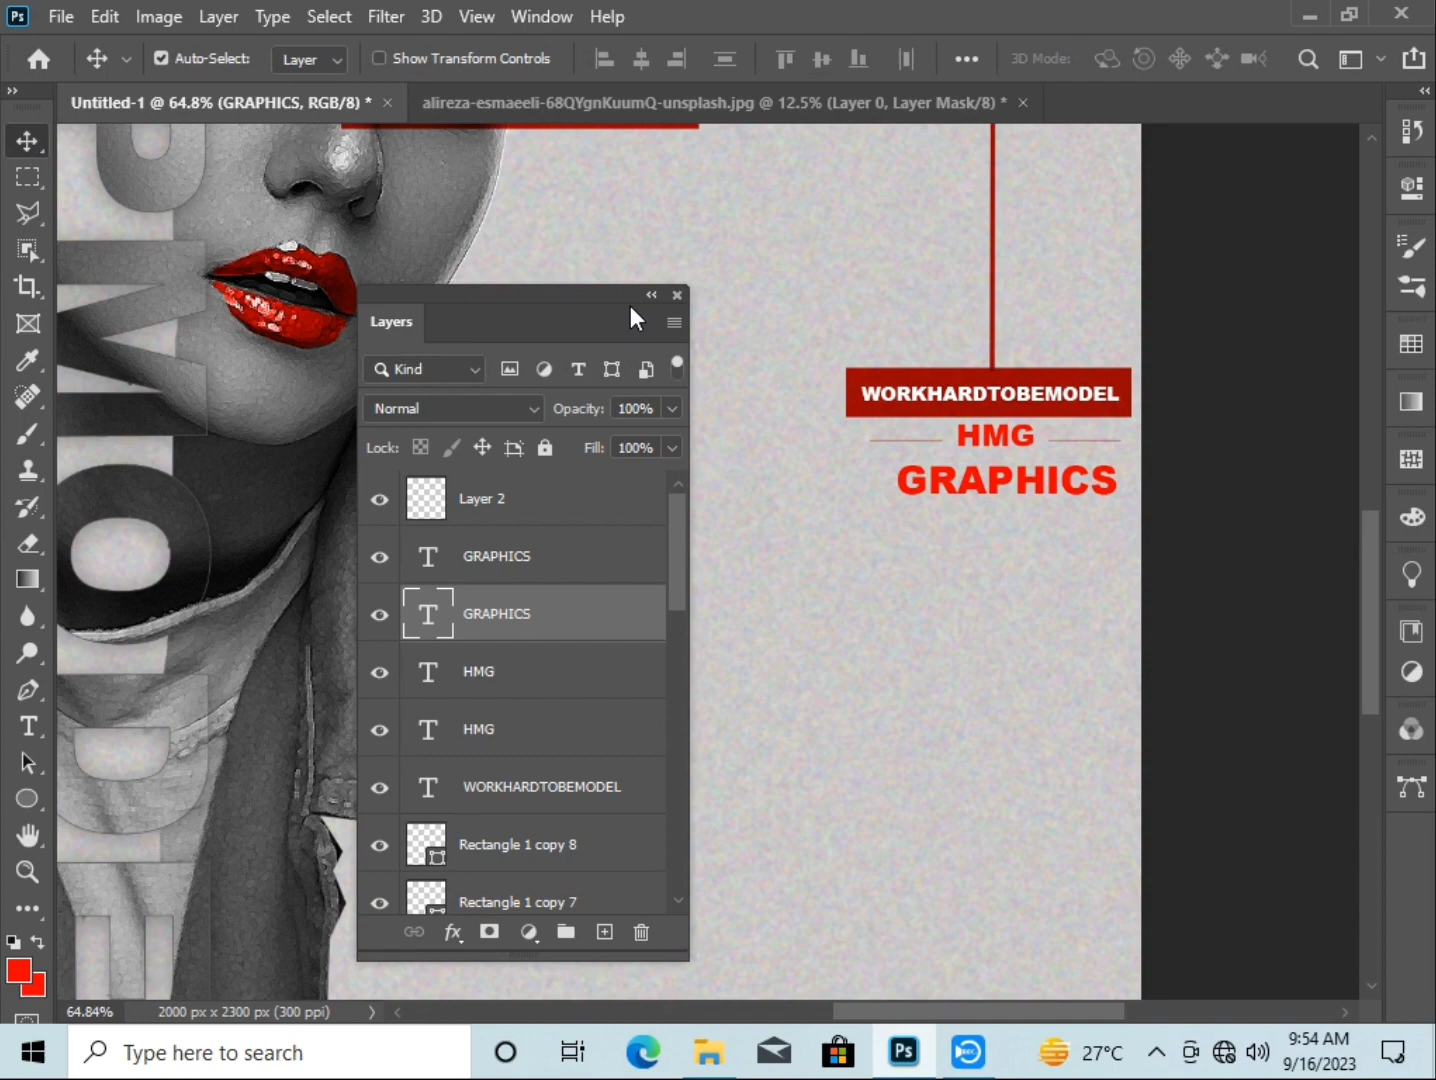 Ps File Edit Image Layer Type Select Filter 3D View Window Help
Auto-Select: Layer Show Transform Controls 3D Mode:
Untitled-1 @ 64.8% (GRAPHICS, RGB/8) * × alireza-esmaeeli-68QYgnKuumQ-unsplash.jpg @ 12.5% (Layer 0, Layer Mask/8) * ×
Layers
Kind
Normal Opacity: 100%
Lock: Fill: 100%
Layer 2
GRAPHICS
GRAPHICS
HMG
HMG
WORKHARDTOBEMODEL
Rectangle 1 copy 8
Rectangle 1 copy 7
WORKHARDTOBEMODEL
HMG
GRAPHICS
64.84% 2000 px x 2300 px (300 ppi)
Type here to search
Ps
REC
27°C
9:54 AM
9/16/2023